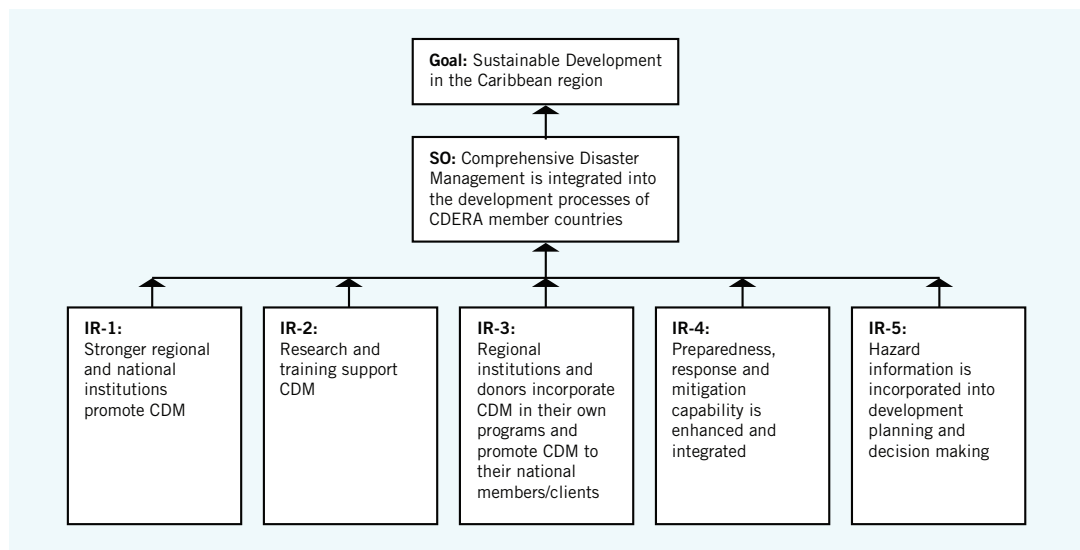 Goal: Sustainable Development
in the Caribbean region
SO: Comprehensive Disaster
Management is integrated into
the development processes of
CDERA member countries
IR-1:
Stronger regional
and national
institutions
promote CDM
IR-2:
Research and
training support
CDM
IR-3:
Regional
institutions and
donors incorporate
CDM in their own
programs and
promote CDM to
their national
members/clients
IR-4:
Preparedness,
response and
mitigation
capability is
enhanced and
integrated
IR-5:
Hazard
information is
incorporated into
development
planning and
decision making